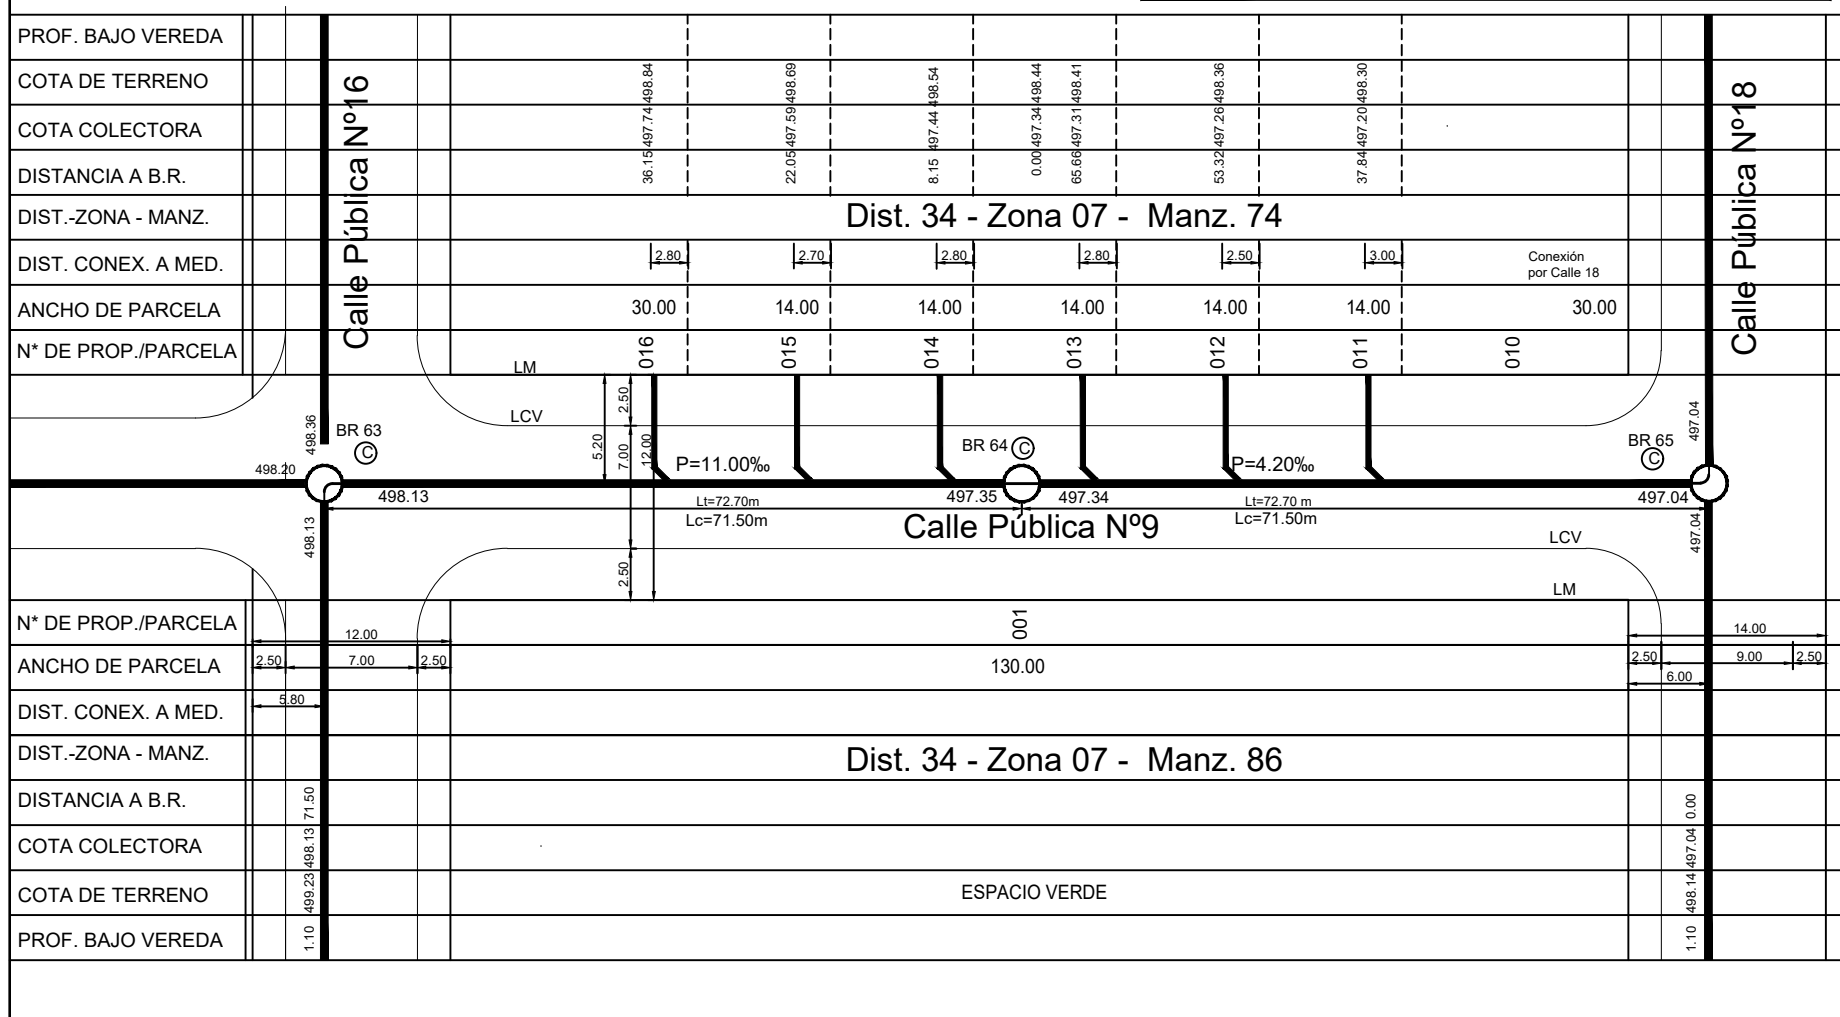 PROF. BAJO VEREDA
COTA DE TERRENO
498.84 498.69 498.54 498.44 498.41 498.36 498.30
COTA COLECTORA
497.74 497.59 497.44 497.34 497.31 497.26 497.20
DISTANCIA A B.R.
36.15 22.05 8.15 0.00 65.66 53.32 37.84
Calle Pública Nº16
Calle Pública Nº18
DIST.-ZONA - MANZ.
Dist. 34 - Zona 07 - Manz. 74
DIST. CONEX. A MED.
2.80 2.70 2.80 2.80 2.50 3.00
Conexión
por Calle 18
ANCHO DE PARCELA
30.00 14.00 14.00 14.00 14.00 14.00 30.00
N* DE PROP./PARCELA
016 015 014 013 012 011 010
LM
LCV
2.50
5.20
7.00
12.00
2.50
498.36
BR 63
C
BR 64
C
BR 65
C
497.04
498.20
P=11.00‰
P=4.20‰
498.13
497.35
497.34
497.04
Lt=72.70m
Lc=71.50m
Lt=72.70 m
Lc=71.50m
498.13
Calle Pública Nº9
497.04
LCV
LM
N* DE PROP./PARCELA
001
12.00
14.00
ANCHO DE PARCELA
2.50 7.00 2.50
130.00
2.50 9.00 2.50
6.00
DIST. CONEX. A MED.
5.80
DIST.-ZONA - MANZ.
Dist. 34 - Zona 07 - Manz. 86
DISTANCIA A B.R.
71.50
0.00
COTA COLECTORA
498.13
497.04
COTA DE TERRENO
499.23
ESPACIO VERDE
498.14
PROF. BAJO VEREDA
1.10
1.10